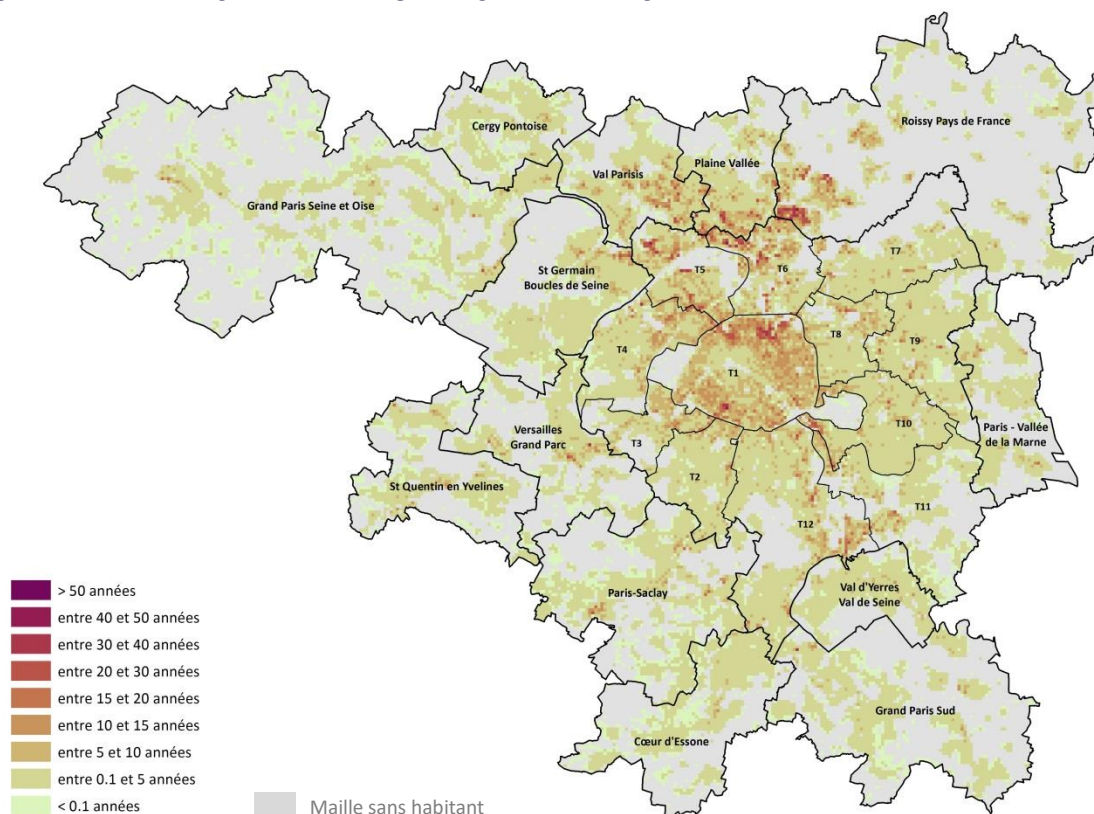 Cergy Pontoise
Roissy Pays de France
Plaine Vallée
Val Parisis
Grand Paris Seine et Oise
T7
St Germain
Boucles de Seine
T5
T6
T8
T9
T4
T1
T10
Versailles
Grand Parc
Paris - Vallée
de la Marne
T3
T2
St Quentin en Yvelines
T11
T12
Val d'Yerres
Val de Seine
Paris-Saclay
Grand Paris Sud
Cœur d'Essone
> 50 années
entre 40 et 50 années
entre 30 et 40 années
entre 20 et 30 années
entre 15 et 20 années
entre 10 et 15 années
entre 5 et 10 années
entre 0.1 et 5 années
< 0.1 années
Maille sans habitant